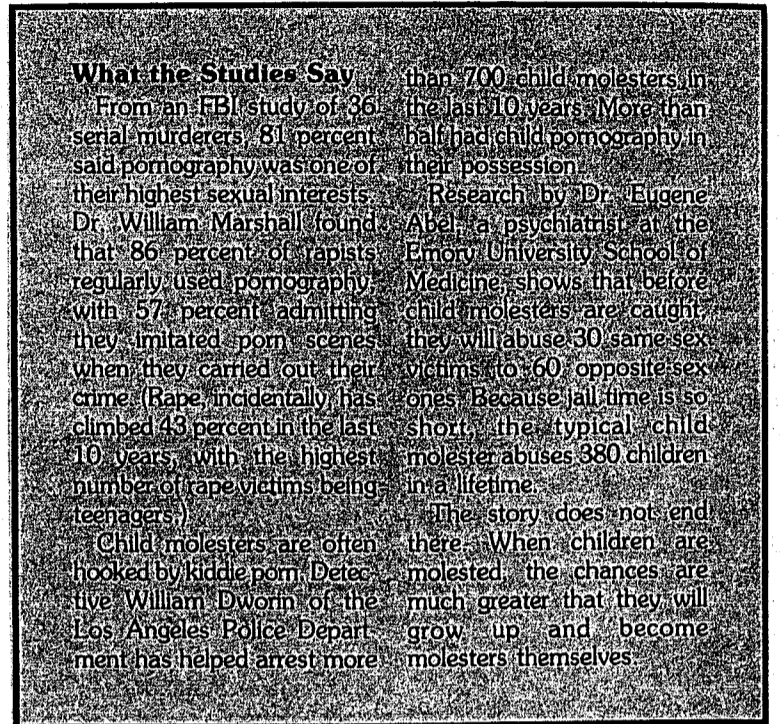 What the Studies Say
From an FBI study of 36
serial murderers, 81 percent
said pornography was one of
their highest sexual interests.
Dr. William Marshall found
that 86 percent of rapists
regularly used pornography,
with 57 percent admitting
they imitated porn scenes
when they carried out their
crime. (Rape, incidentally, has
climbed 43 percent in the last
10 years, with the highest
number of rape victims being
teenagers.)
Child molesters are often
hooked by kiddie porn. Detec-
tive William Dworin of the
Los Angeles Police Depart-
ment has helped arrest more
than 700 child molesters in
the last 10 years. More than
half had child pornography in
their possession.
Research by Dr. Eugene
Abel, a psychiatrist at the
Emory University School of
Medicine, shows that before
child molesters are caught,
they will abuse 30 same-sex
victims to 60 opposite-sex
ones. Because jail time is so
short, the typical child
molester abuses 380 children
in a lifetime.
The story does not end
there. When children are
molested, the chances are
much greater that they will
grow up and become
molesters themselves.